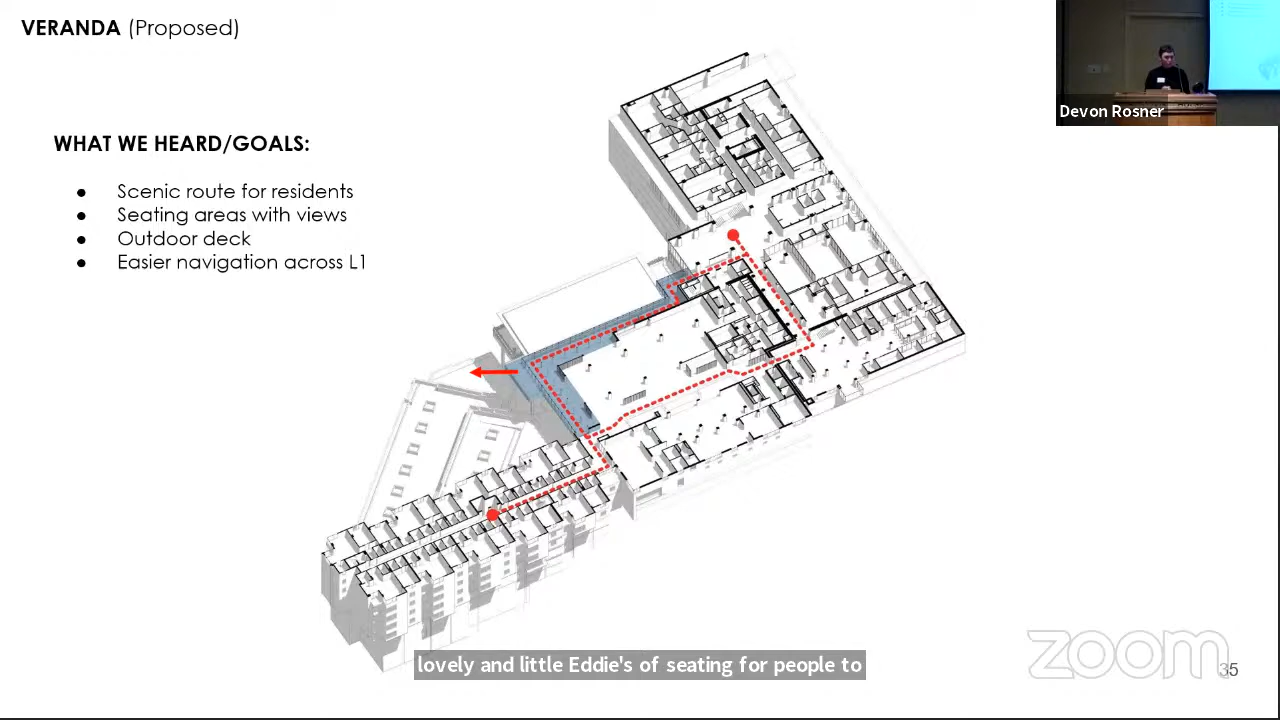 VERANDA (Proposed)
Devon Rosner
WHAT WE HEARD/GOALS:
● Scenic route for residents
● Seating areas with views
● Outdoor deck
● Easier navigation across L1
zoom
35
lovely and little Eddie's of seating for people to